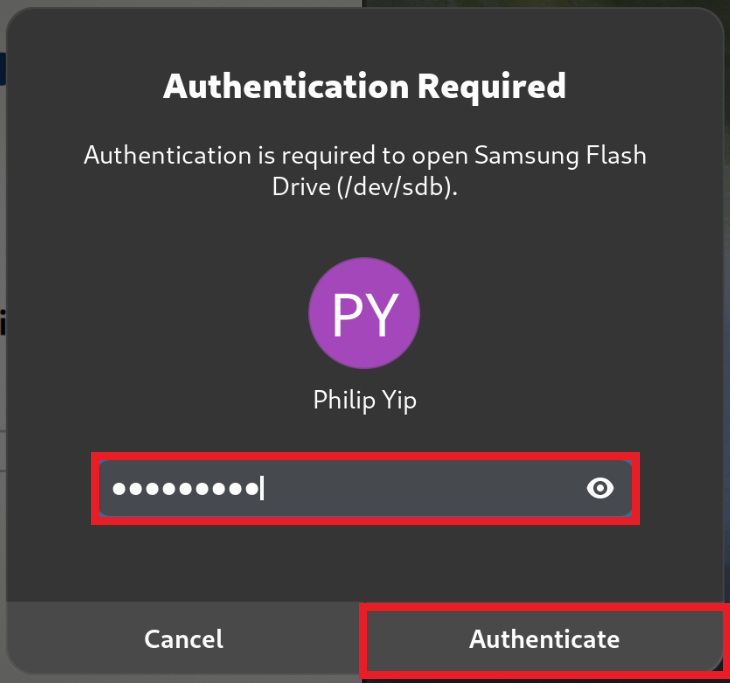 Authentication Required
Authentication is required to open Samsung Flash
Drive (/dev/sdb).
PY
Philip Yip
●●●●●●●●●
Cancel
Authenticate